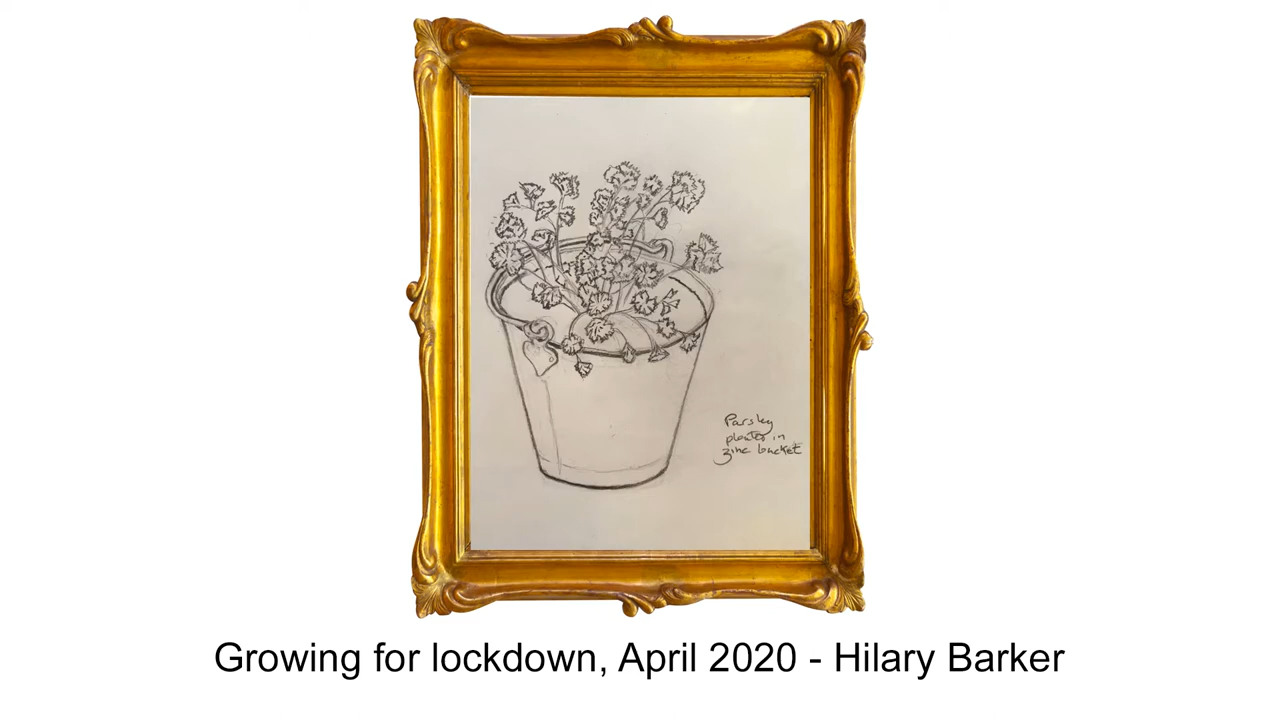 Parsley
planted in
zinc bucket
Growing for lockdown, April 2020 - Hilary Barker